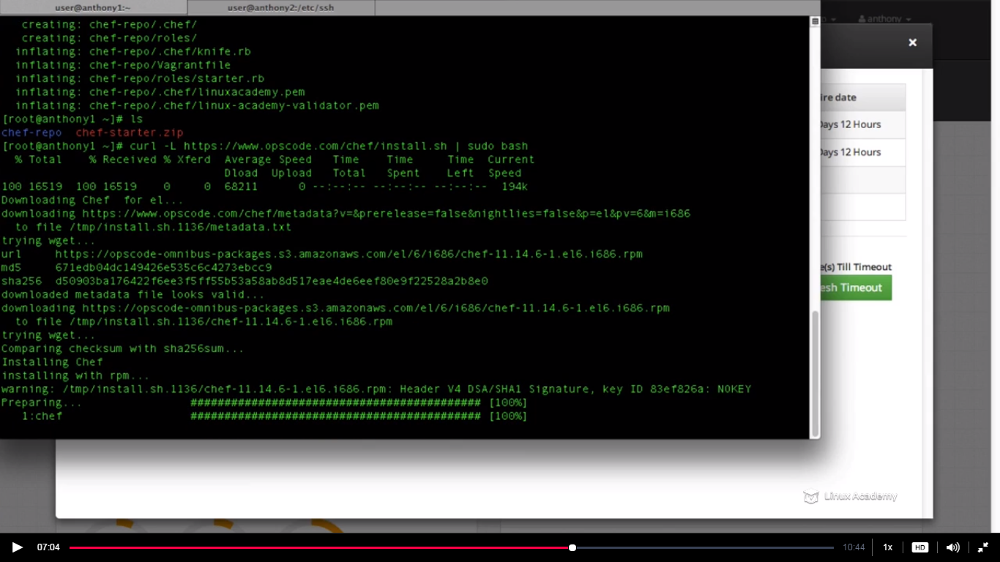 user@anthony1:~ user@anthony2:/etc/ssh
anthony
creating: chef-repo/.chef/
creating: chef-repo/roles/
inflating: chef-repo/.chef/knife.rb
inflating: chef-repo/Vagrantfile
inflating: chef-repo/roles/starter.rb
inflating: chef-repo/.chef/linuxacademy.pem
inflating: chef-repo/.chef/linux-academy-validator.pem
[root@anthony1 ~]# ls
chef-repo chef-starter.zip
[root@anthony1 ~]# curl -L https://www.opscode.com/chef/install.sh | sudo bash
% Total % Received % Xferd Average Speed Time Time Time Current
Dload Upload Total Spent Left Speed
100 16519 100 16519 0 0 68211 0 --:--:-- --:--:-- --:--:-- 194k
Downloading Chef for el...
downloading https://www.opscode.com/chef/metadata?v=&prerelease=false&nightlies=false&p=el&pv=6&m=i686
to file /tmp/install.sh.1136/metadata.txt
trying wget...
url https://opscode-omnibus-packages.s3.amazonaws.com/el/6/i686/chef-11.14.6-1.el6.i686.rpm
md5 671edb04dc149426e535c6c4273ebcc9
sha256 d50903ba176422f6ee3f5ff55b53a58ab8d517eae4de6eef80e9f22528a2b8e0
downloaded metadata file looks valid...
downloading https://opscode-omnibus-packages.s3.amazonaws.com/el/6/i686/chef-11.14.6-1.el6.i686.rpm
to file /tmp/install.sh.1136/chef-11.14.6-1.el6.i686.rpm
trying wget...
Comparing checksum with sha256sum...
Installing Chef
installing with rpm...
warning: /tmp/install.sh.1136/chef-11.14.6-1.el6.i686.rpm: Header V4 DSA/SHA1 Signature, key ID 83ef826a: NOKEY
Preparing... ########################################### [100%]
1:chef ########################################### [100%]
ire date
Days 12 Hours
Days 12 Hours
e(s) Till Timeout
esh Timeout
Linux Academy
07:04 10:44 1x HD